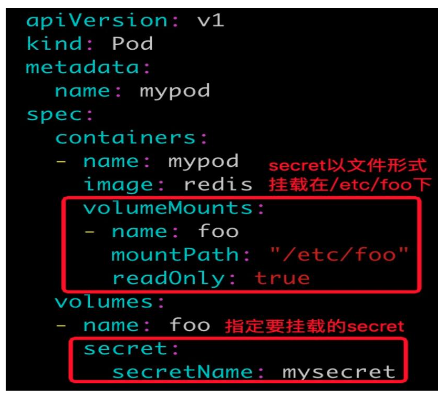 apiVersion: v1
kind: Pod
metadata:
  name: mypod
spec:
  containers:
  - name: mypod secret以文件形式
    image: redis 挂载在/etc/foo下
    volumeMounts:
    - name: foo
      mountPath: "/etc/foo"
      readOnly: true
  volumes:
  - name: foo 指定要挂载的secret
    secret:
      secretName: mysecret